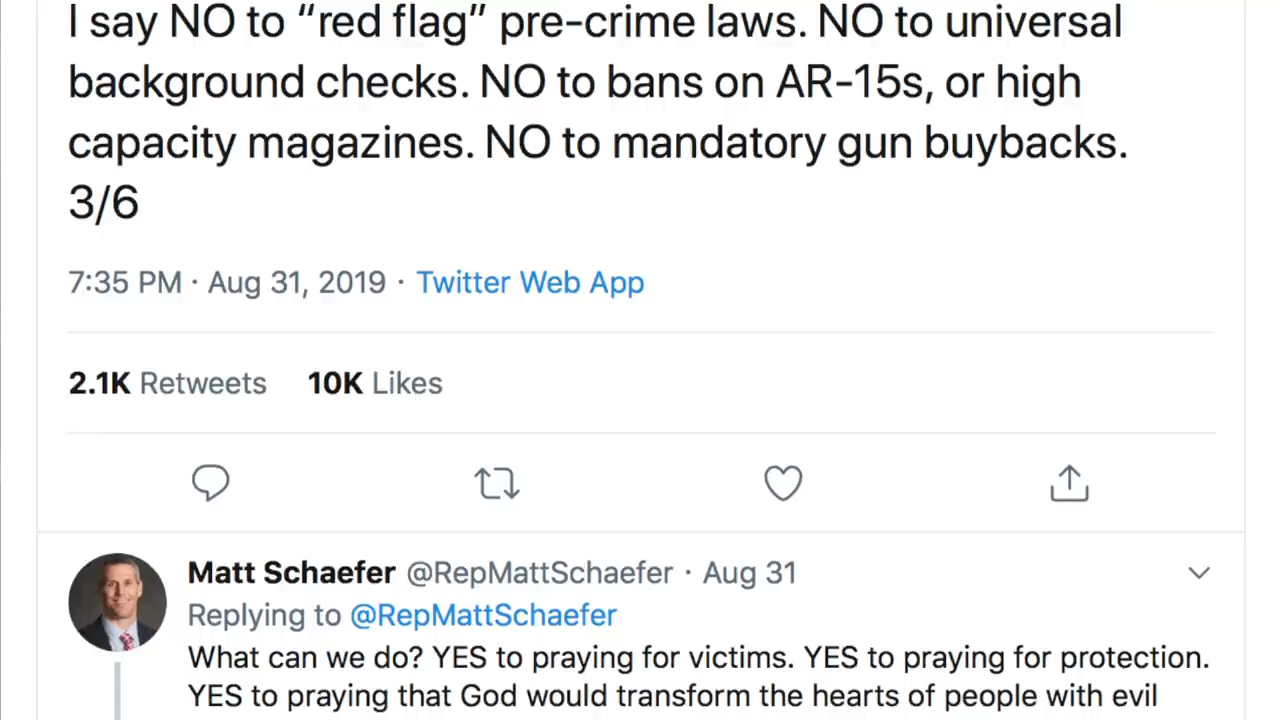 I say NO to “red flag” pre-crime laws. NO to universal
background checks. NO to bans on AR-15s, or high
capacity magazines. NO to mandatory gun buybacks.
3/6
7:35 PM · Aug 31, 2019 · Twitter Web App
2.1K Retweets 10K Likes
Matt Schaefer @RepMattSchaefer · Aug 31
Replying to @RepMattSchaefer
What can we do? YES to praying for victims. YES to praying for protection.
YES to praying that God would transform the hearts of people with evil